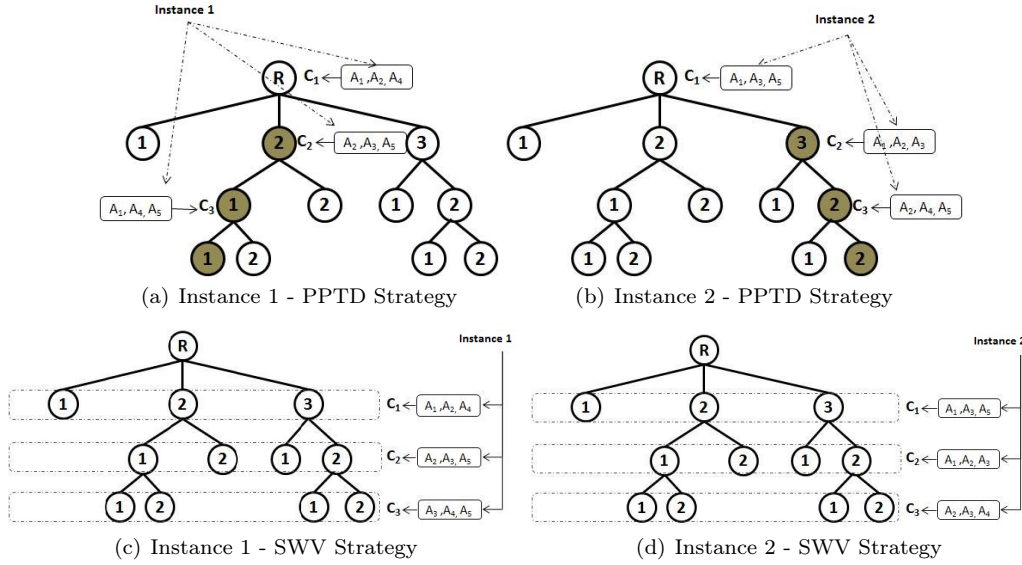 Instance 1
R C₁ A₁ ,A₂, A₄
1 2 C₂ A₂ ,A₃, A₅ 3
A₁, A₄, A₅ C₃ 1 2 1 2
1 2 1 2
(a) Instance 1 - PPTD Strategy
Instance 2
R C₁ A₁, A₃, A₅
1 2 3 C₂ A₁, A₂, A₃
1 2 1 2 C₃ A₂, A₄, A₅
1 2 1 2
(b) Instance 2 - PPTD Strategy
Instance 1
R
1 2 3 C₁ A₁ ,A₂, A₄
1 2 1 2 C₂ A₂ ,A₃, A₅
1 2 1 2 C₃ A₃, A₄, A₅
(c) Instance 1 - SWV Strategy
Instance 2
R
1 2 3 C₁ A₁, A₃, A₅
1 2 1 2 C₂ A₁, A₂, A₃
1 2 1 2 C₃ A₂ ,A₃, A₄
(d) Instance 2 - SWV Strategy